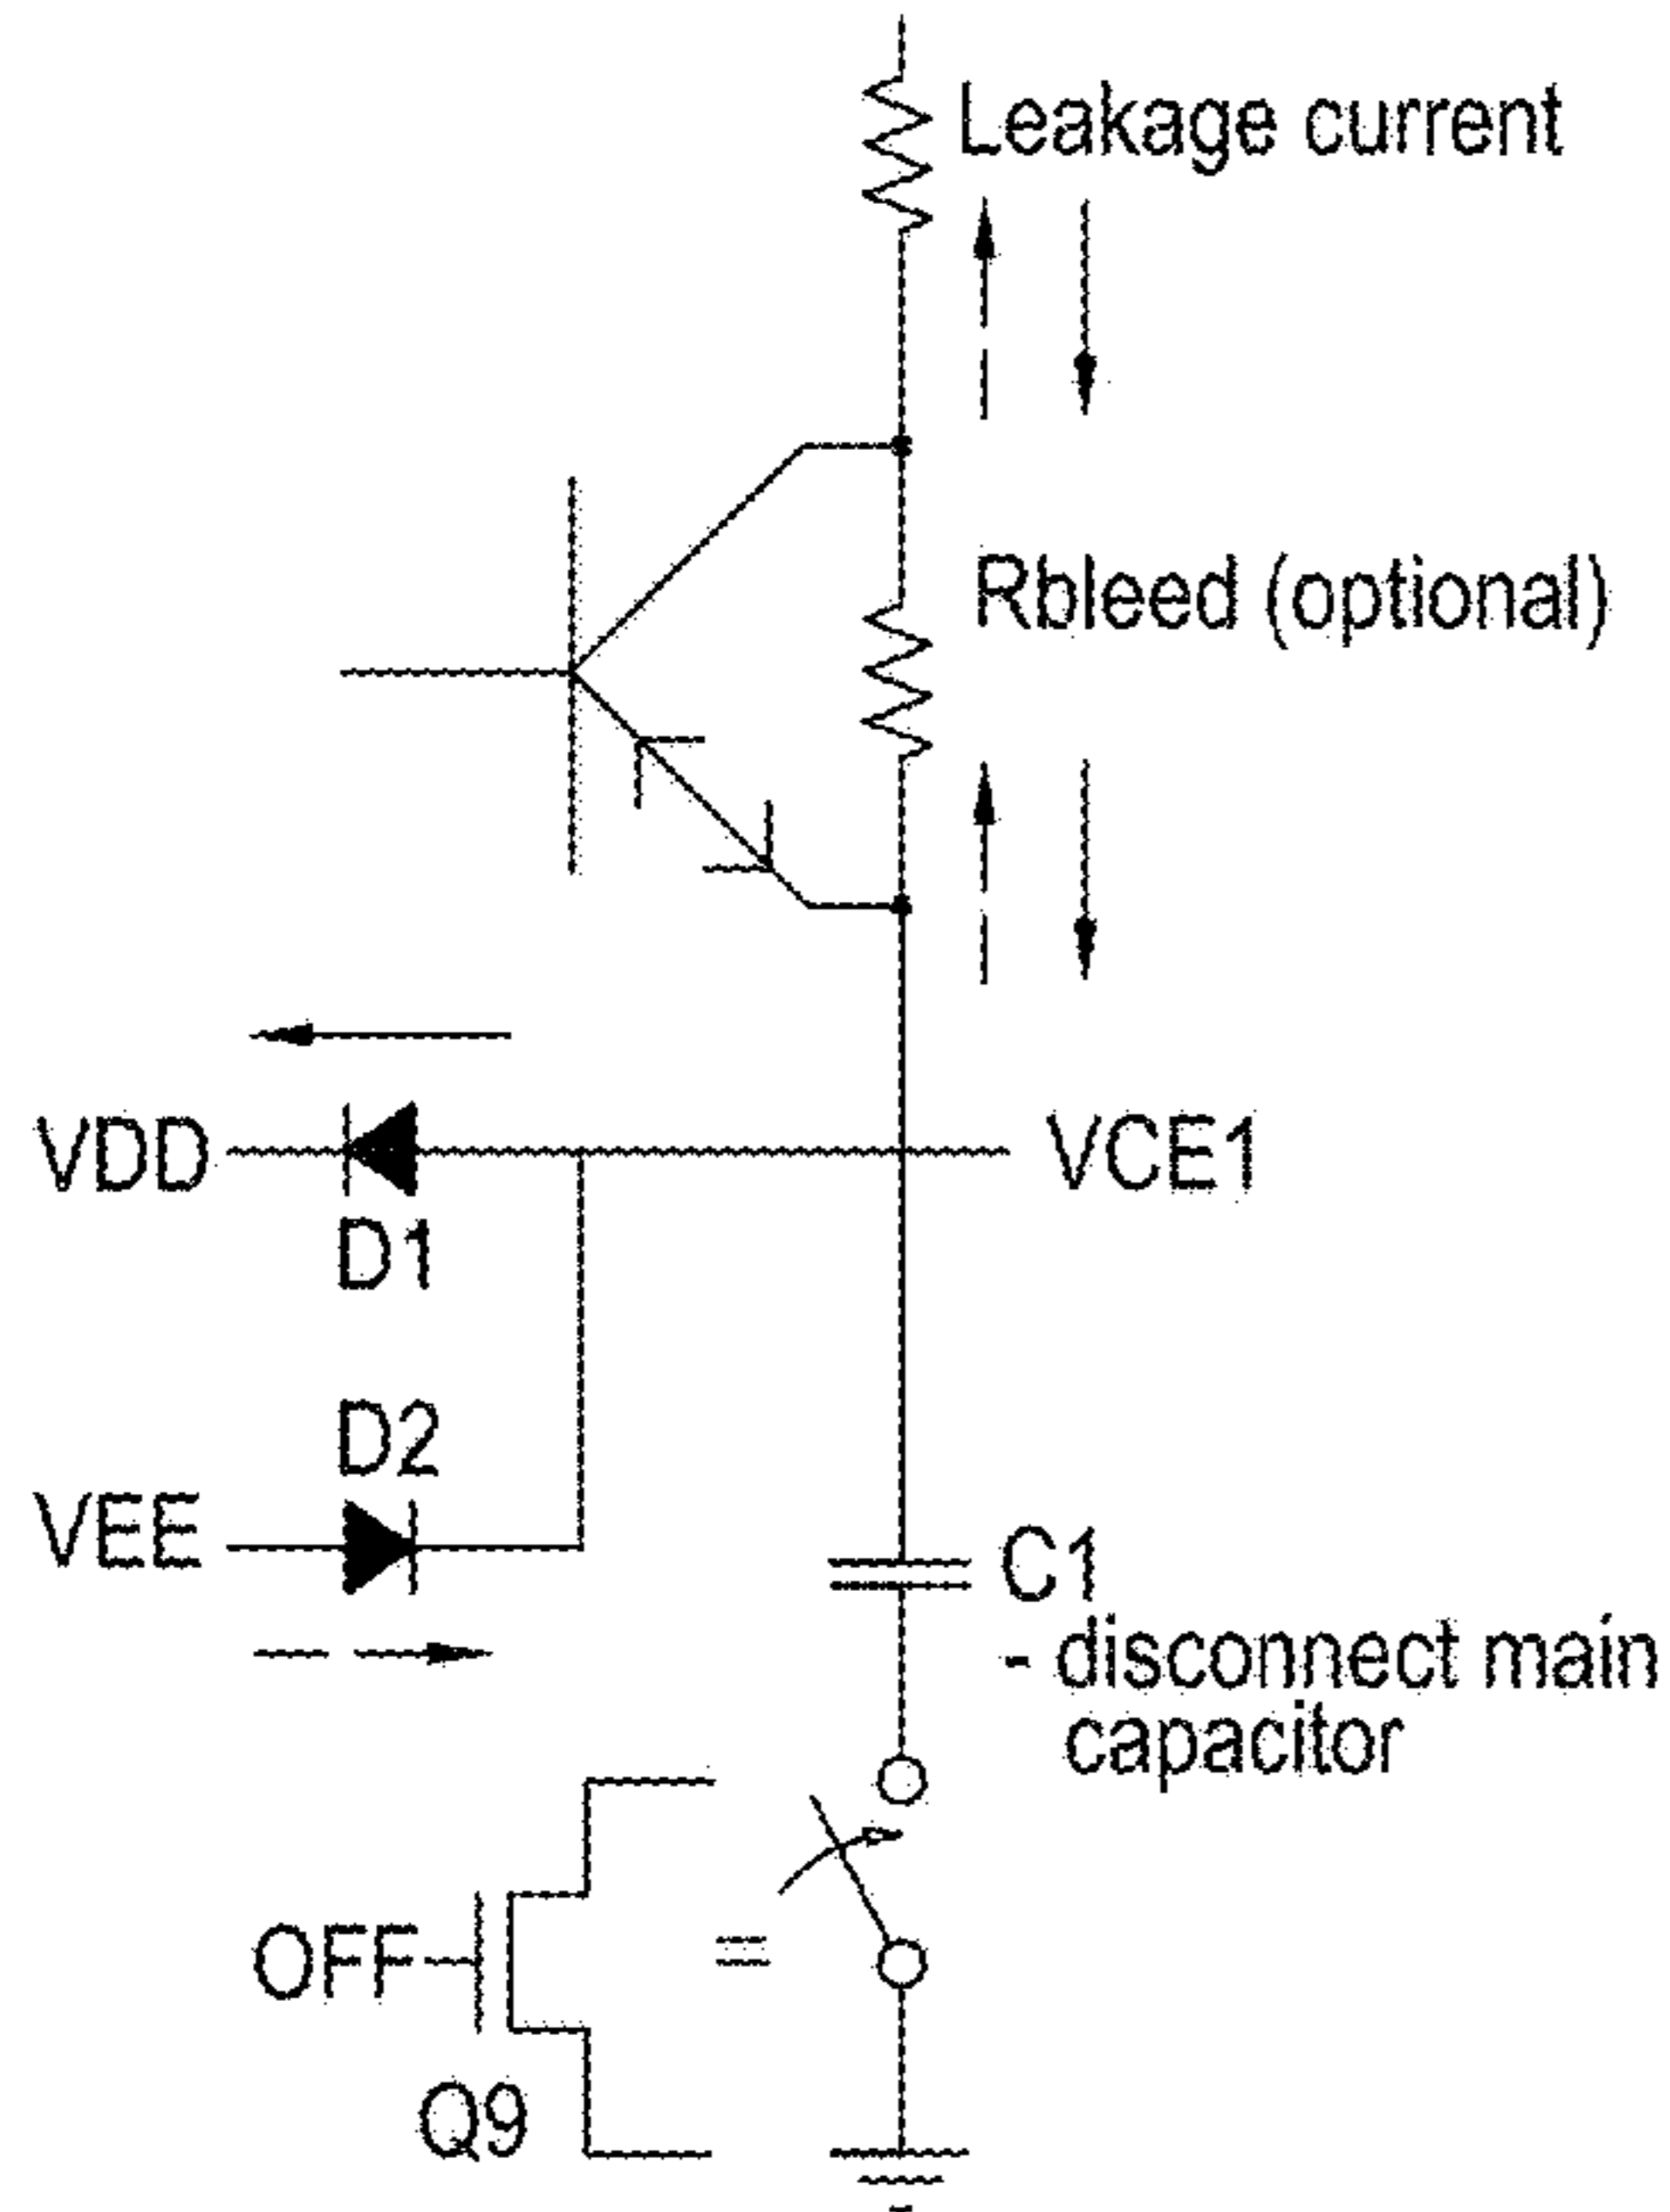 Leakage current
Rbleed (optional)
VDD
VCE1
D1
D2
VEE
C1
- disconnect main
capacitor
OFF
=
Q9